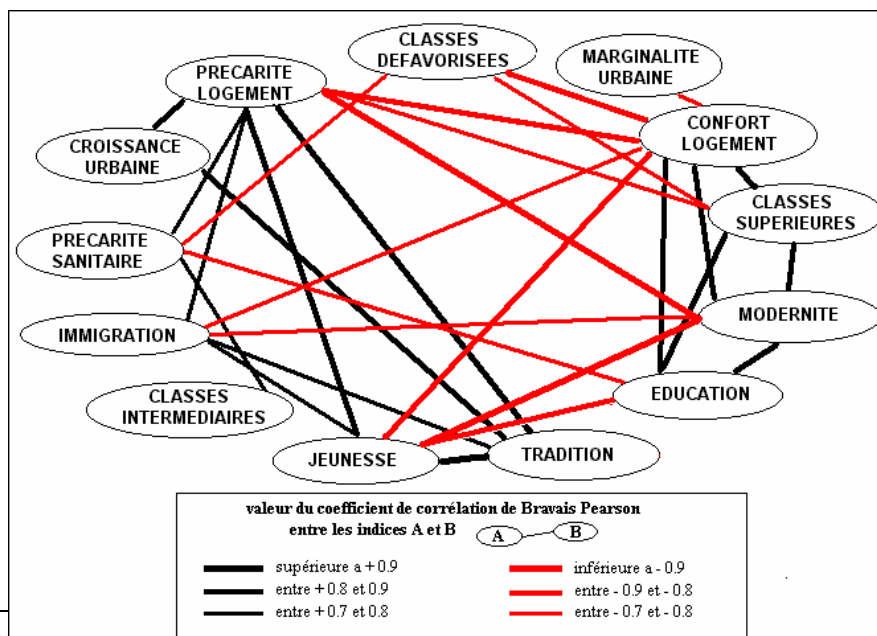 CLASSES
DEFAVORISEES
MARGINALITE
URBAINE
PRECARITE
LOGEMENT
CONFORT
LOGEMENT
CROISSANCE
URBAINE
CLASSES
SUPERIEURES
PRECARITE
SANITAIRE
MODERNITE
IMMIGRATION
EDUCATION
CLASSES
INTERMEDIAIRES
JEUNESSE
TRADITION
valeur du coefficient de corrélation de Bravais Pearson
entre les indices A et B
A
B
supérieure a + 0.9
entre + 0.8 et 0.9
entre + 0.7 et 0.8
inférieure a - 0.9
entre - 0.9 et - 0.8
entre - 0.7 et - 0.8